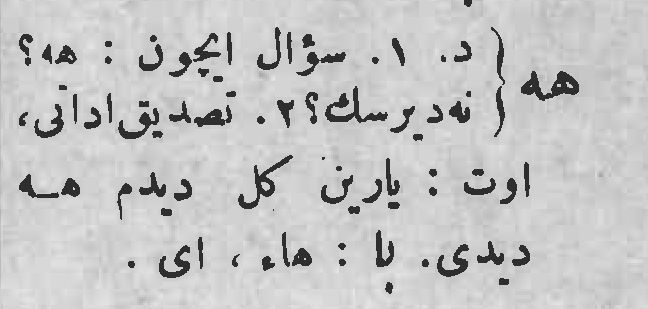 هه { د. ١. سؤال ایچون : هه؟
نه دیرسك؟ ٢. تصدیق اداتی،
اوت : یارین كل دیدم هـه
دیدی. با : هاء ، ای .